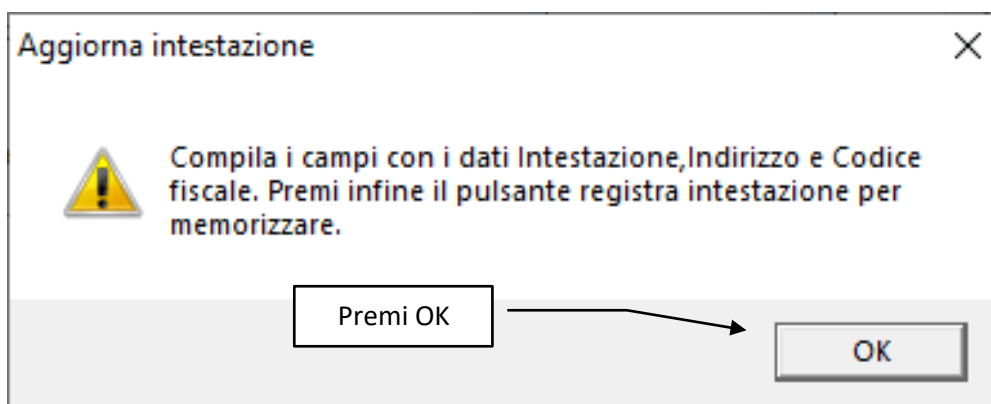 Aggiorna intestazione
Compila i campi con i dati Intestazione,Indirizzo e Codice
fiscale. Premi infine il pulsante registra intestazione per
memorizzare.
Premi OK
OK